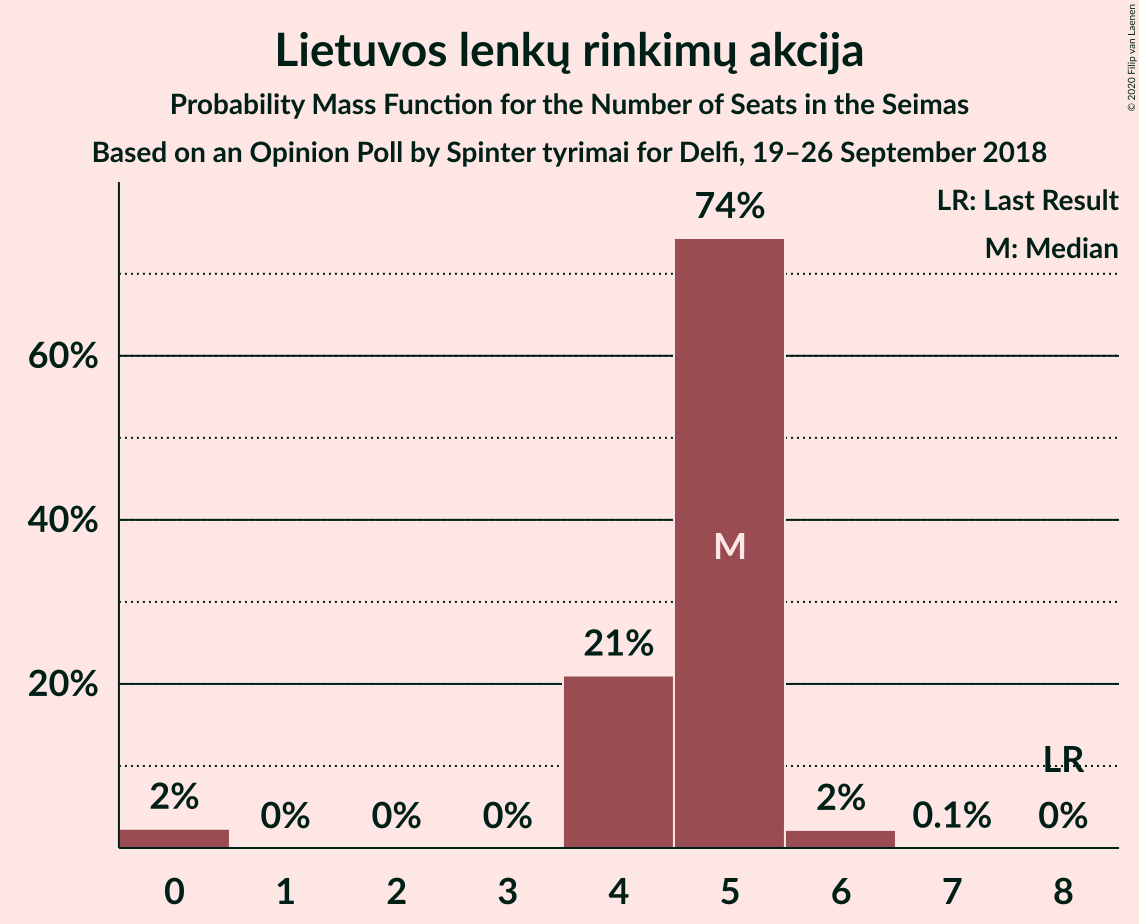 Lietuvos lenkų rinkimų akcija
Probability Mass Function for the Number of Seats in the Seimas
Based on an Opinion Poll by Spinter tyrimai for Delfi, 19–26 September 2018
© 2020 Filip van Laenen
LR: Last Result
M: Median
60%
40%
20%
2%
0%
0%
0%
21%
74%
M
2%
0.1%
LR
0%
0 1 2 3 4 5 6 7 8